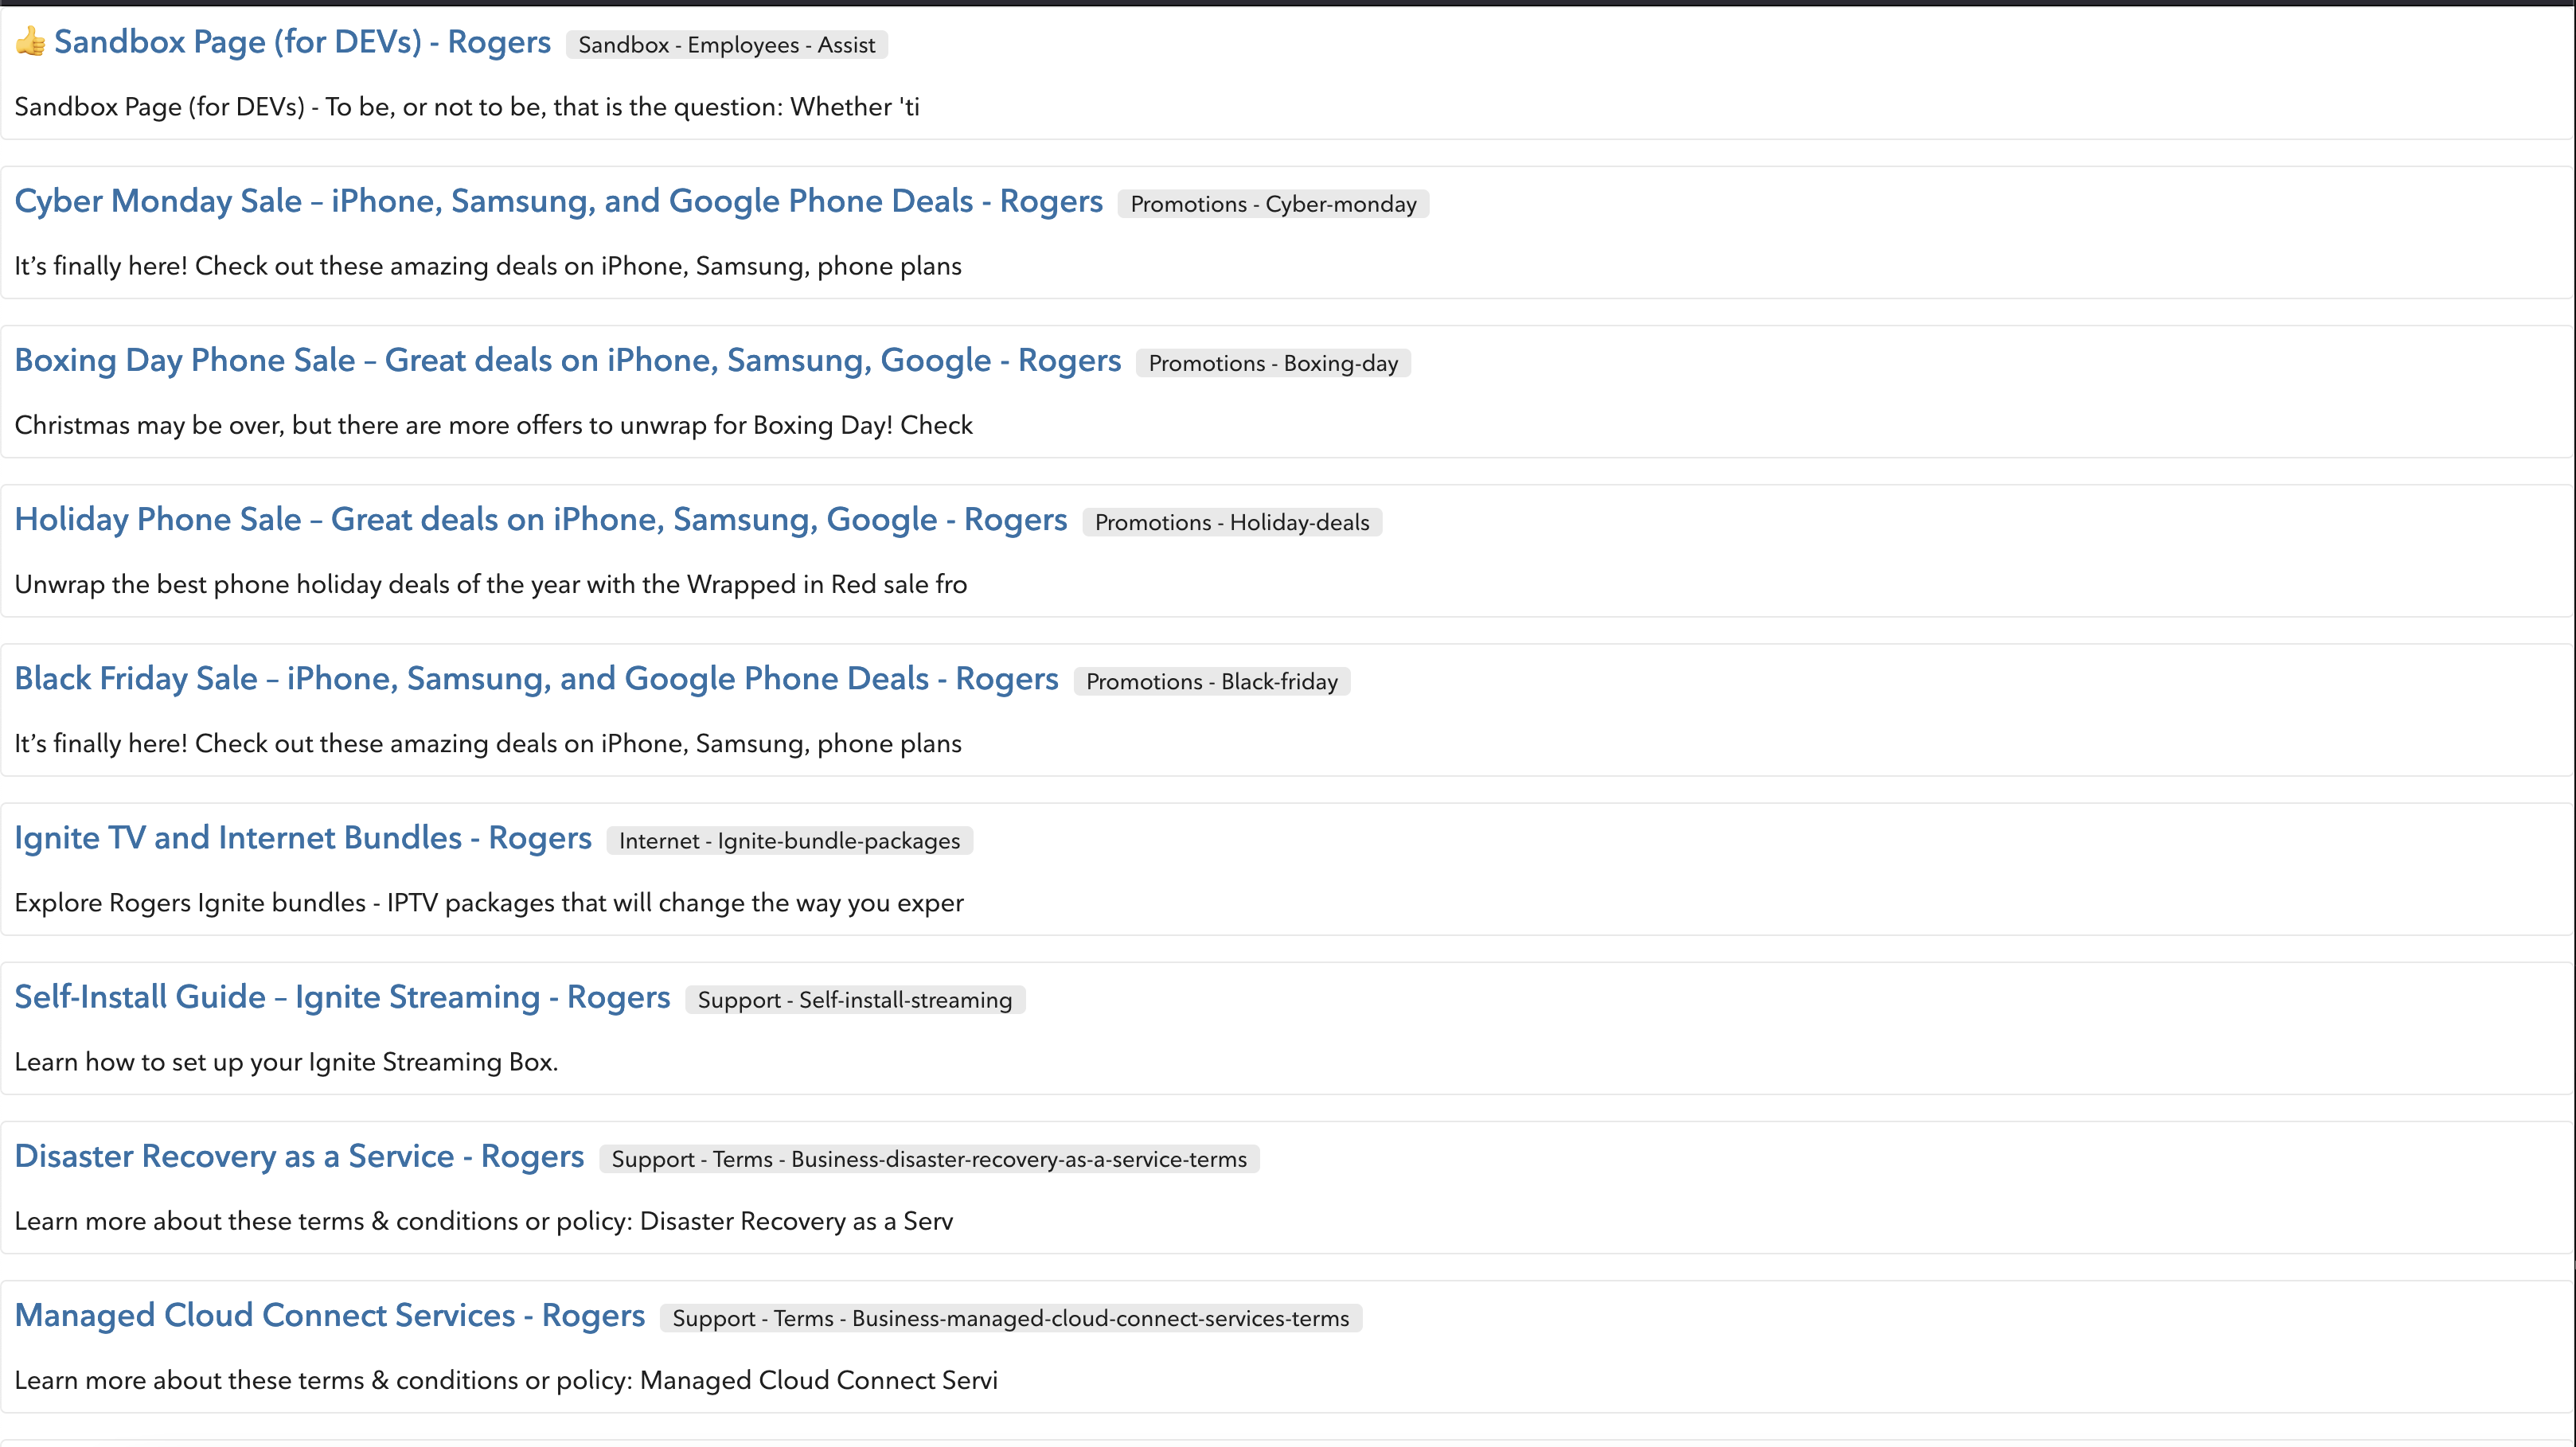 👍 Sandbox Page (for DEVs) - Rogers Sandbox - Employees - Assist
Sandbox Page (for DEVs) - To be, or not to be, that is the question: Whether 'ti
Cyber Monday Sale – iPhone, Samsung, and Google Phone Deals - Rogers Promotions - Cyber-monday
It’s finally here! Check out these amazing deals on iPhone, Samsung, phone plans
Boxing Day Phone Sale – Great deals on iPhone, Samsung, Google - Rogers Promotions - Boxing-day
Christmas may be over, but there are more offers to unwrap for Boxing Day! Check
Holiday Phone Sale – Great deals on iPhone, Samsung, Google - Rogers Promotions - Holiday-deals
Unwrap the best phone holiday deals of the year with the Wrapped in Red sale fro
Black Friday Sale – iPhone, Samsung, and Google Phone Deals - Rogers Promotions - Black-friday
It’s finally here! Check out these amazing deals on iPhone, Samsung, phone plans
Ignite TV and Internet Bundles - Rogers Internet - Ignite-bundle-packages
Explore Rogers Ignite bundles - IPTV packages that will change the way you exper
Self-Install Guide – Ignite Streaming - Rogers Support - Self-install-streaming
Learn how to set up your Ignite Streaming Box.
Disaster Recovery as a Service - Rogers Support - Terms - Business-disaster-recovery-as-a-service-terms
Learn more about these terms & conditions or policy: Disaster Recovery as a Serv
Managed Cloud Connect Services - Rogers Support - Terms - Business-managed-cloud-connect-services-terms
Learn more about these terms & conditions or policy: Managed Cloud Connect Servi